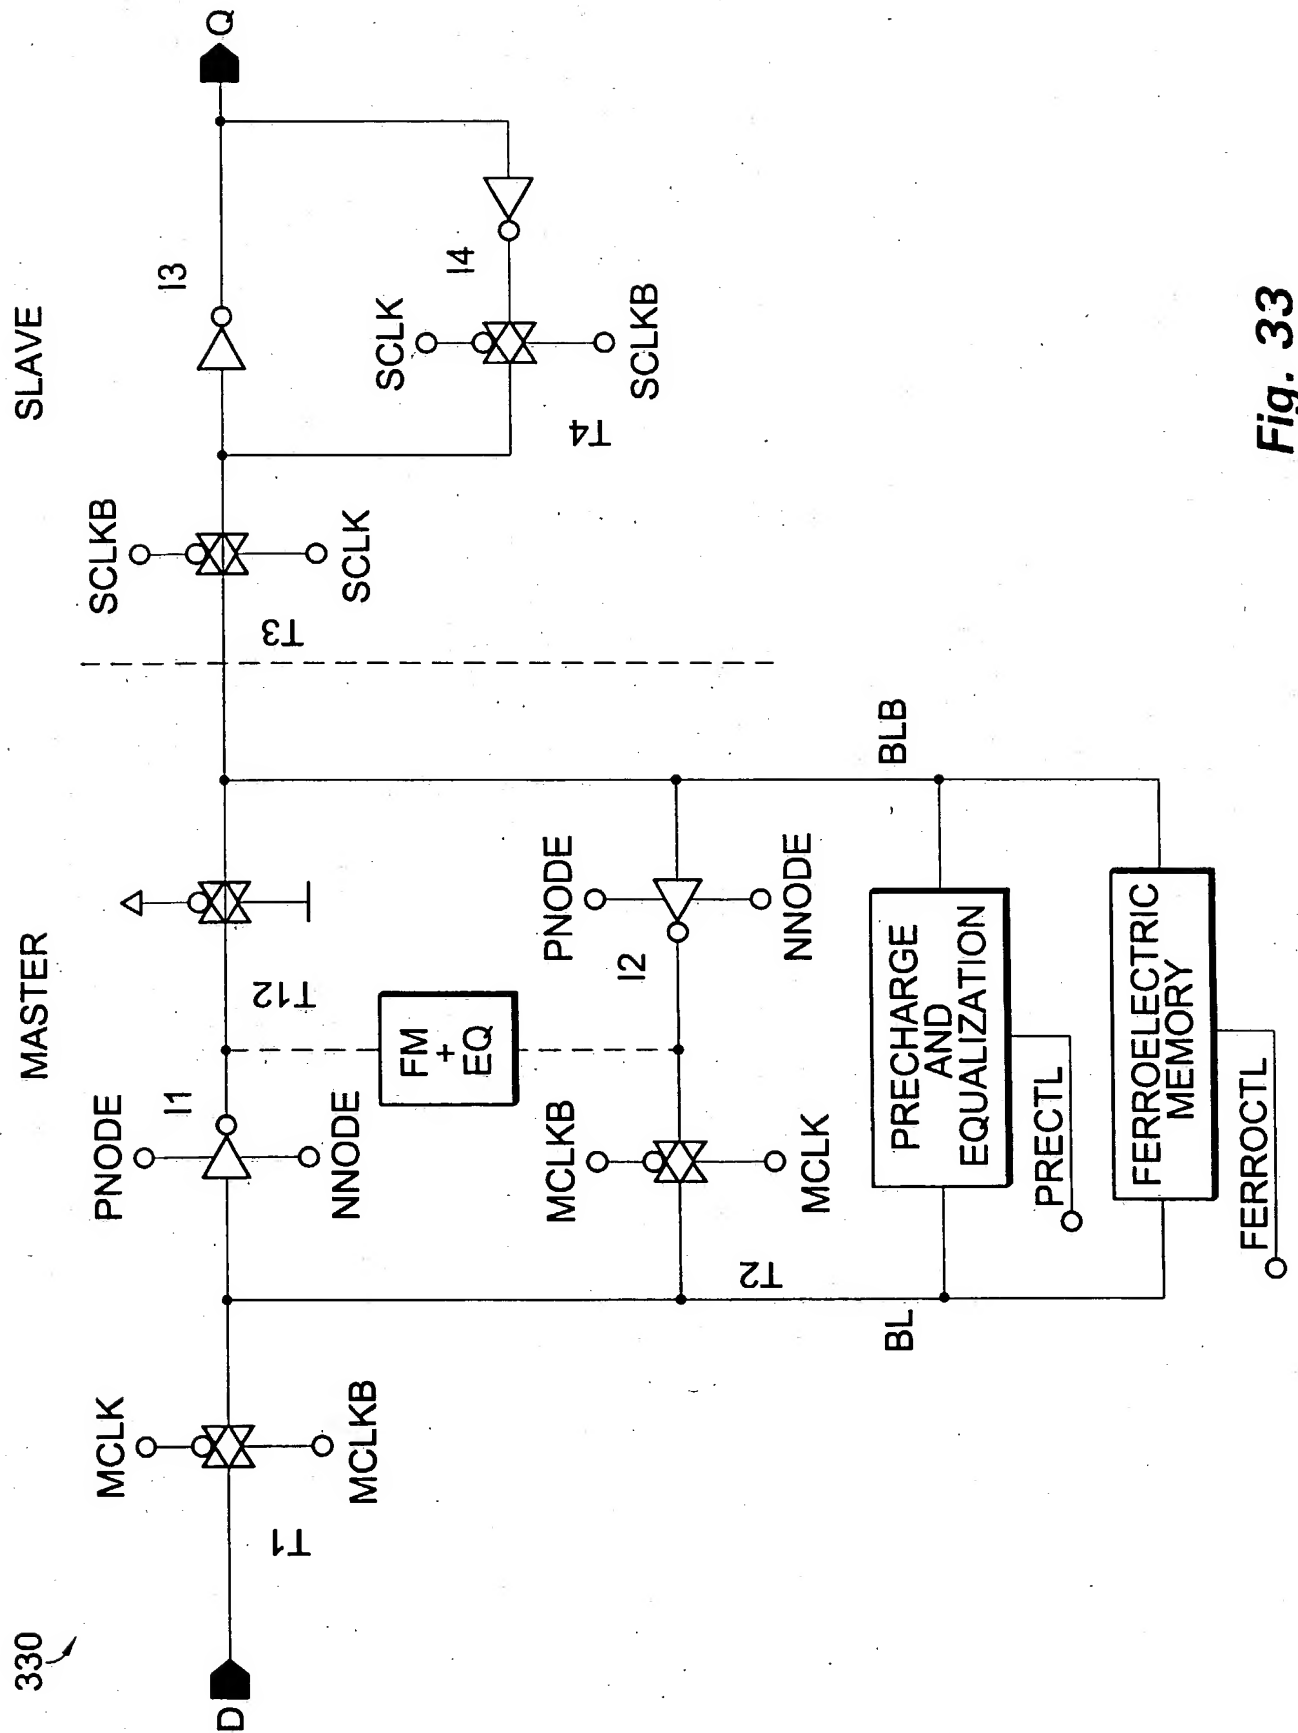 330
MASTER
SLAVE
D
T1
MCLK
MCLKB
PNODE
I1
NNODE
T12
FM
+
EQ
MCLKB
MCLK
T2
PNODE
I2
NNODE
BL
BLB
PRECHARGE
AND
EQUALIZATION
PRECTL
FERROELECTRIC
MEMORY
FERROCTL
T3
SCLKB
SCLK
I3
SCLK
I4
SCLKB
T4
Q
Fig. 33